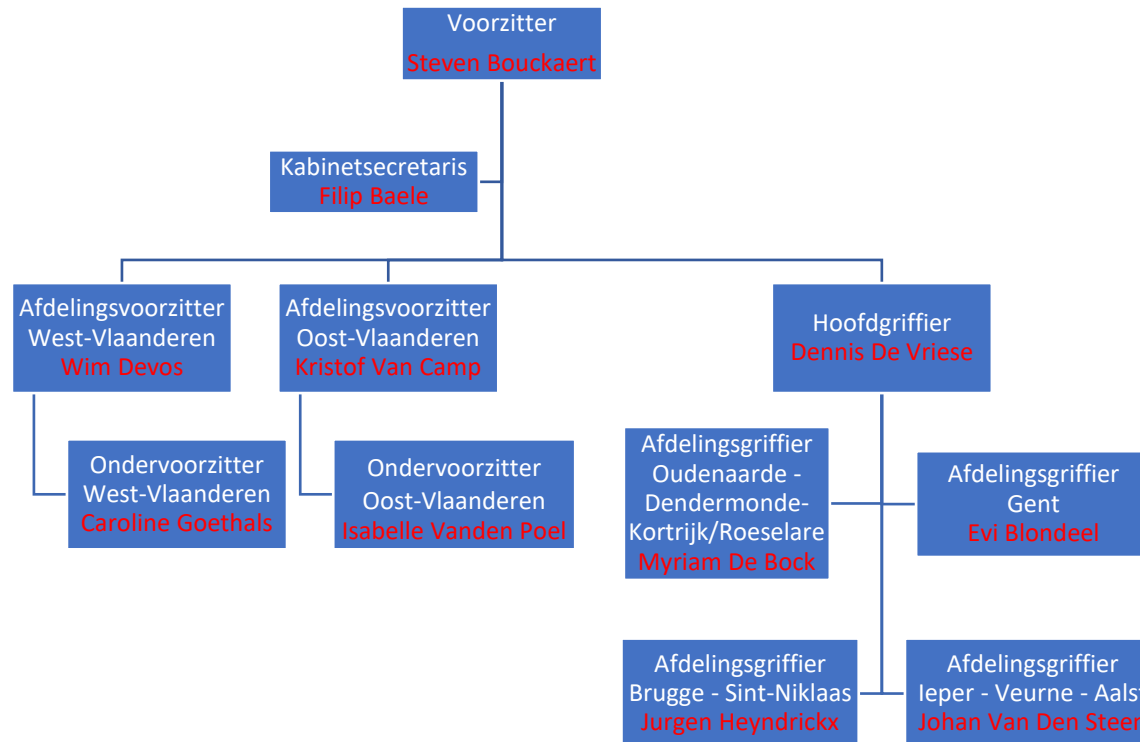 Voorzitter
Steven Bouckaert
Kabinetsecretaris
Filip Baele
Afdelingsvoorzitter
West-Vlaanderen
Wim Devos
Afdelingsvoorzitter
Oost-Vlaanderen
Kristof Van Camp
Hoofdgriffier
Dennis De Vriese
Ondervoorzitter
West-Vlaanderen
Caroline Goethals
Ondervoorzitter
Oost-Vlaanderen
Isabelle Vanden Poel
Afdelingsgriffier
Oudenaarde -
Dendermonde-
Kortrijk/Roeselare
Myriam De Bock
Afdelingsgriffier
Gent
Evi Blondeel
Afdelingsgriffier
Brugge - Sint-Niklaas
Jurgen Heyndrickx
Afdelingsgriffier
Ieper - Veurne - Aalst
Johan Van Den Steen